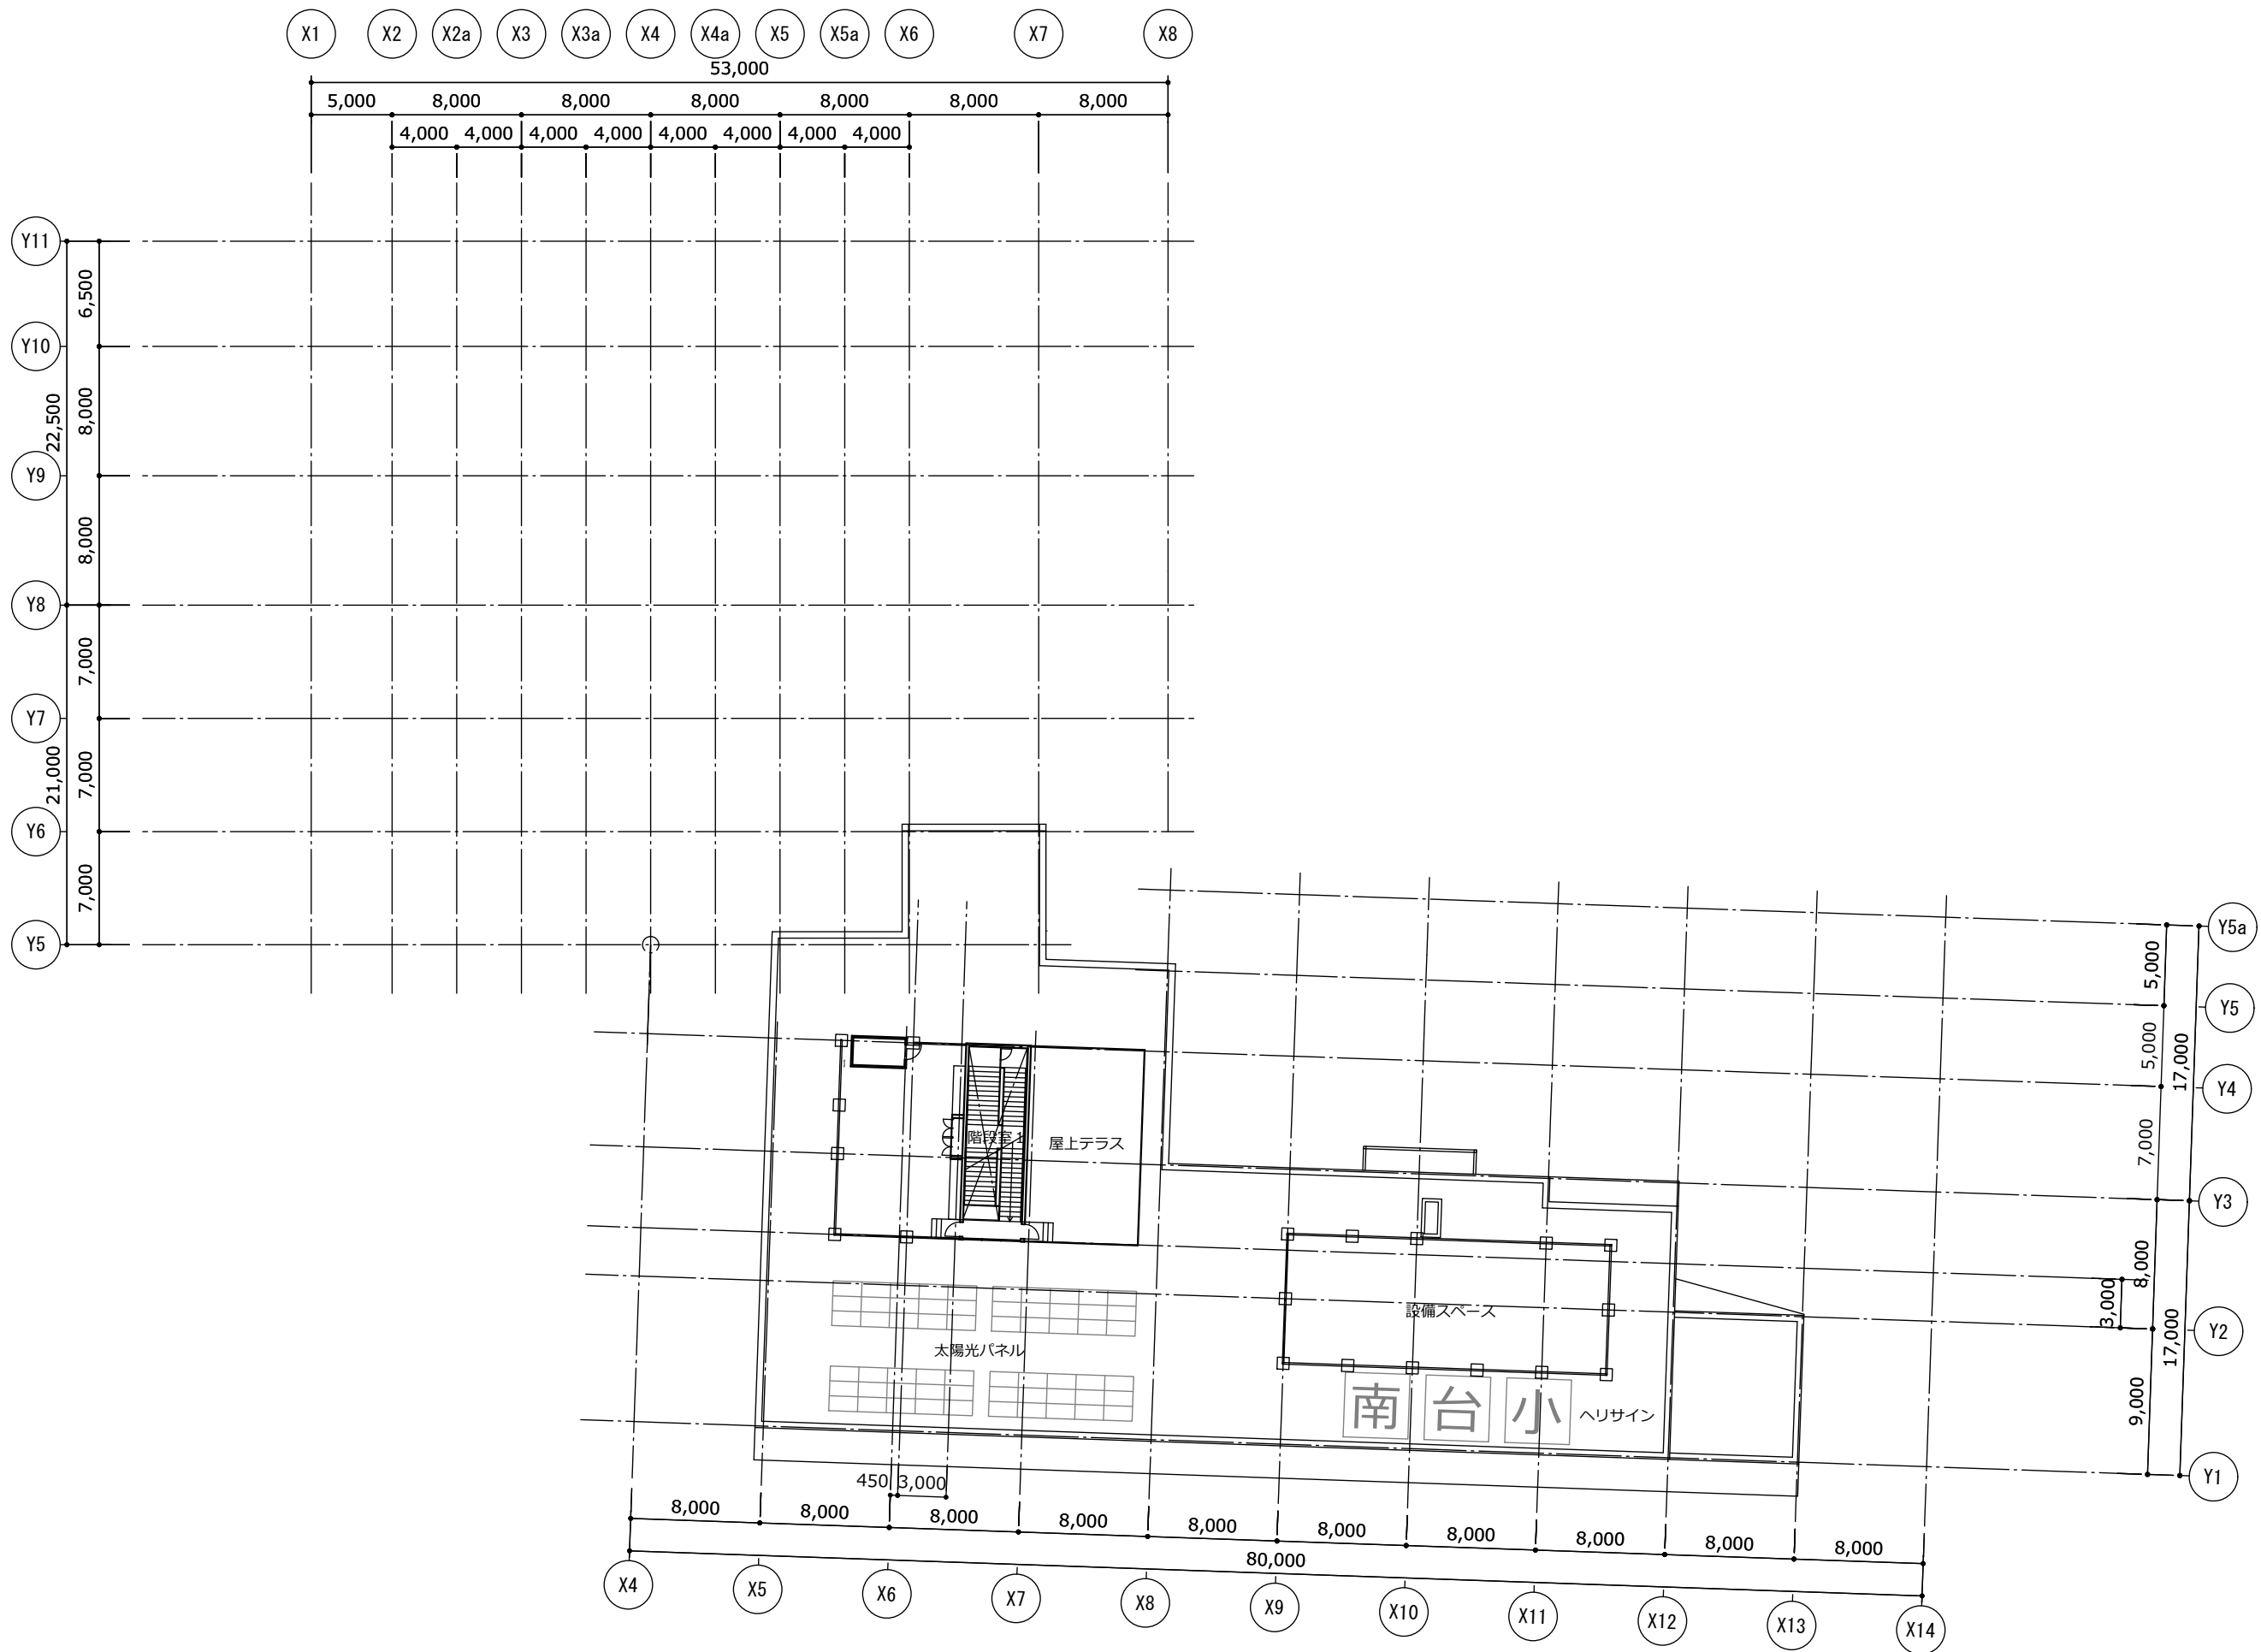 X1 X2 X2a X3 X3a X4 X4a X5 X5a X6 X7 X8
53,000
5,000 8,000 8,000 8,000 8,000 8,000 8,000
4,000 4,000 4,000 4,000 4,000 4,000 4,000 4,000
Y11
6,500
Y10
8,000
22,500
Y9
8,000
Y8
7,000
Y7
7,000
21,000
Y6
7,000
Y5
Y5a
5,000
Y5
5,000
17,000
Y4
7,000
Y3
8,000
3,000
Y2
17,000
9,000
Y1
階段室1
屋上テラス
設備スペース
太陽光パネル
南 台 小
ヘリサイン
450 3,000
8,000 8,000 8,000 8,000 8,000 8,000 8,000 8,000 8,000 8,000
80,000
X4 X5 X6 X7 X8 X9 X10 X11 X12 X13 X14